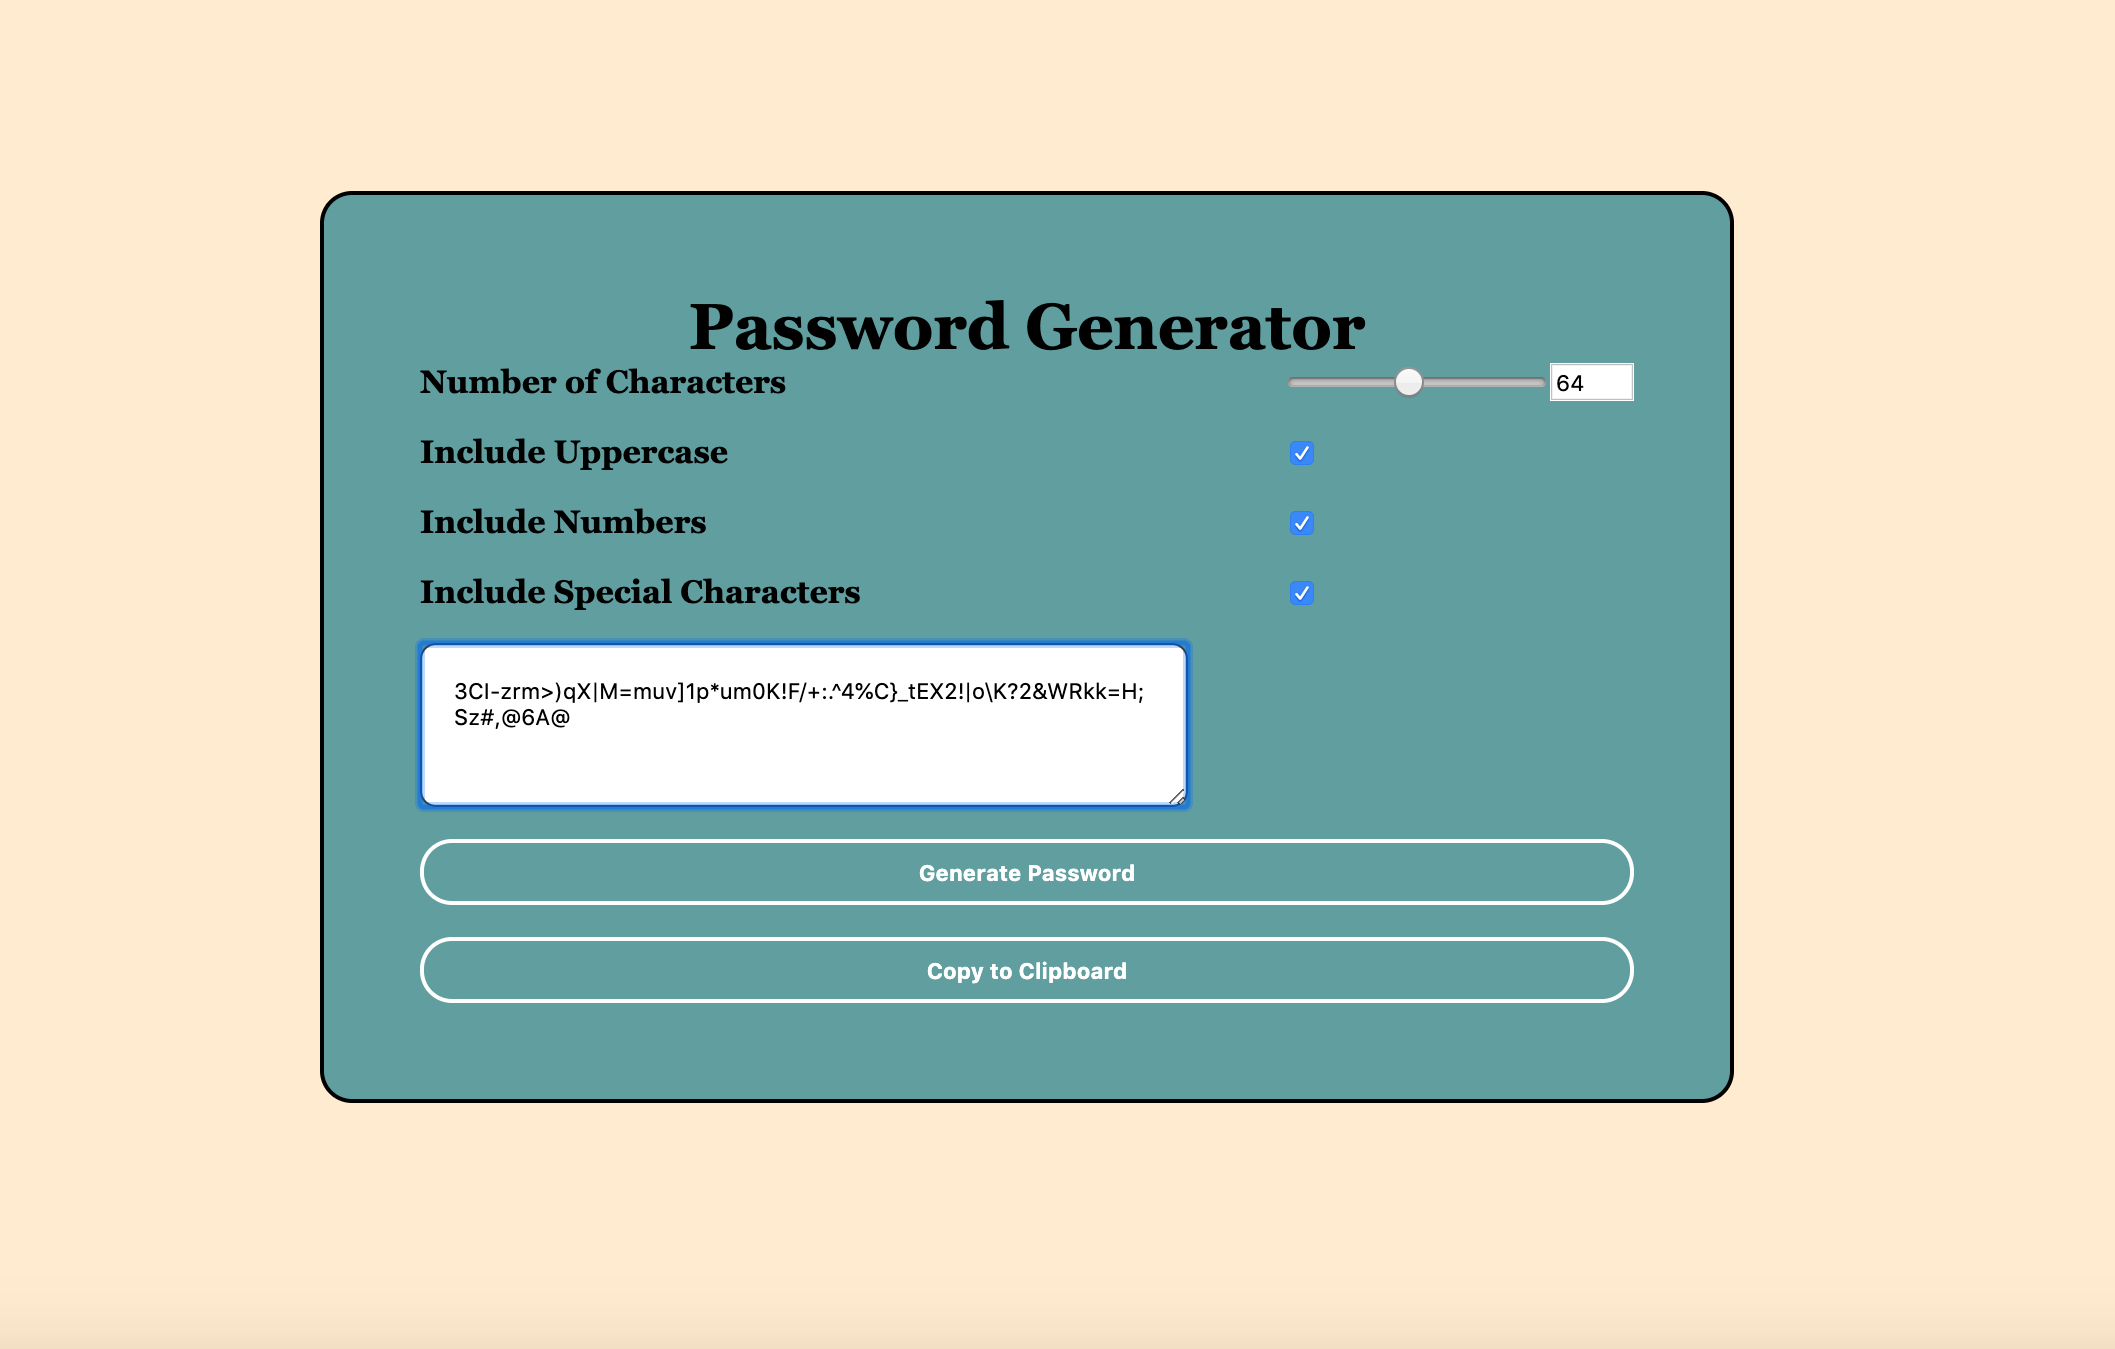 Password Generator
Number of Characters
64
Include Uppercase
Include Numbers
Include Special Characters
3CI-zrm>)qX|M=muv]1p*um0K!F/+:.^4%C}_tEX2!|o\K?2&WRkk=H;
Sz#,@6A@
Generate Password
Copy to Clipboard